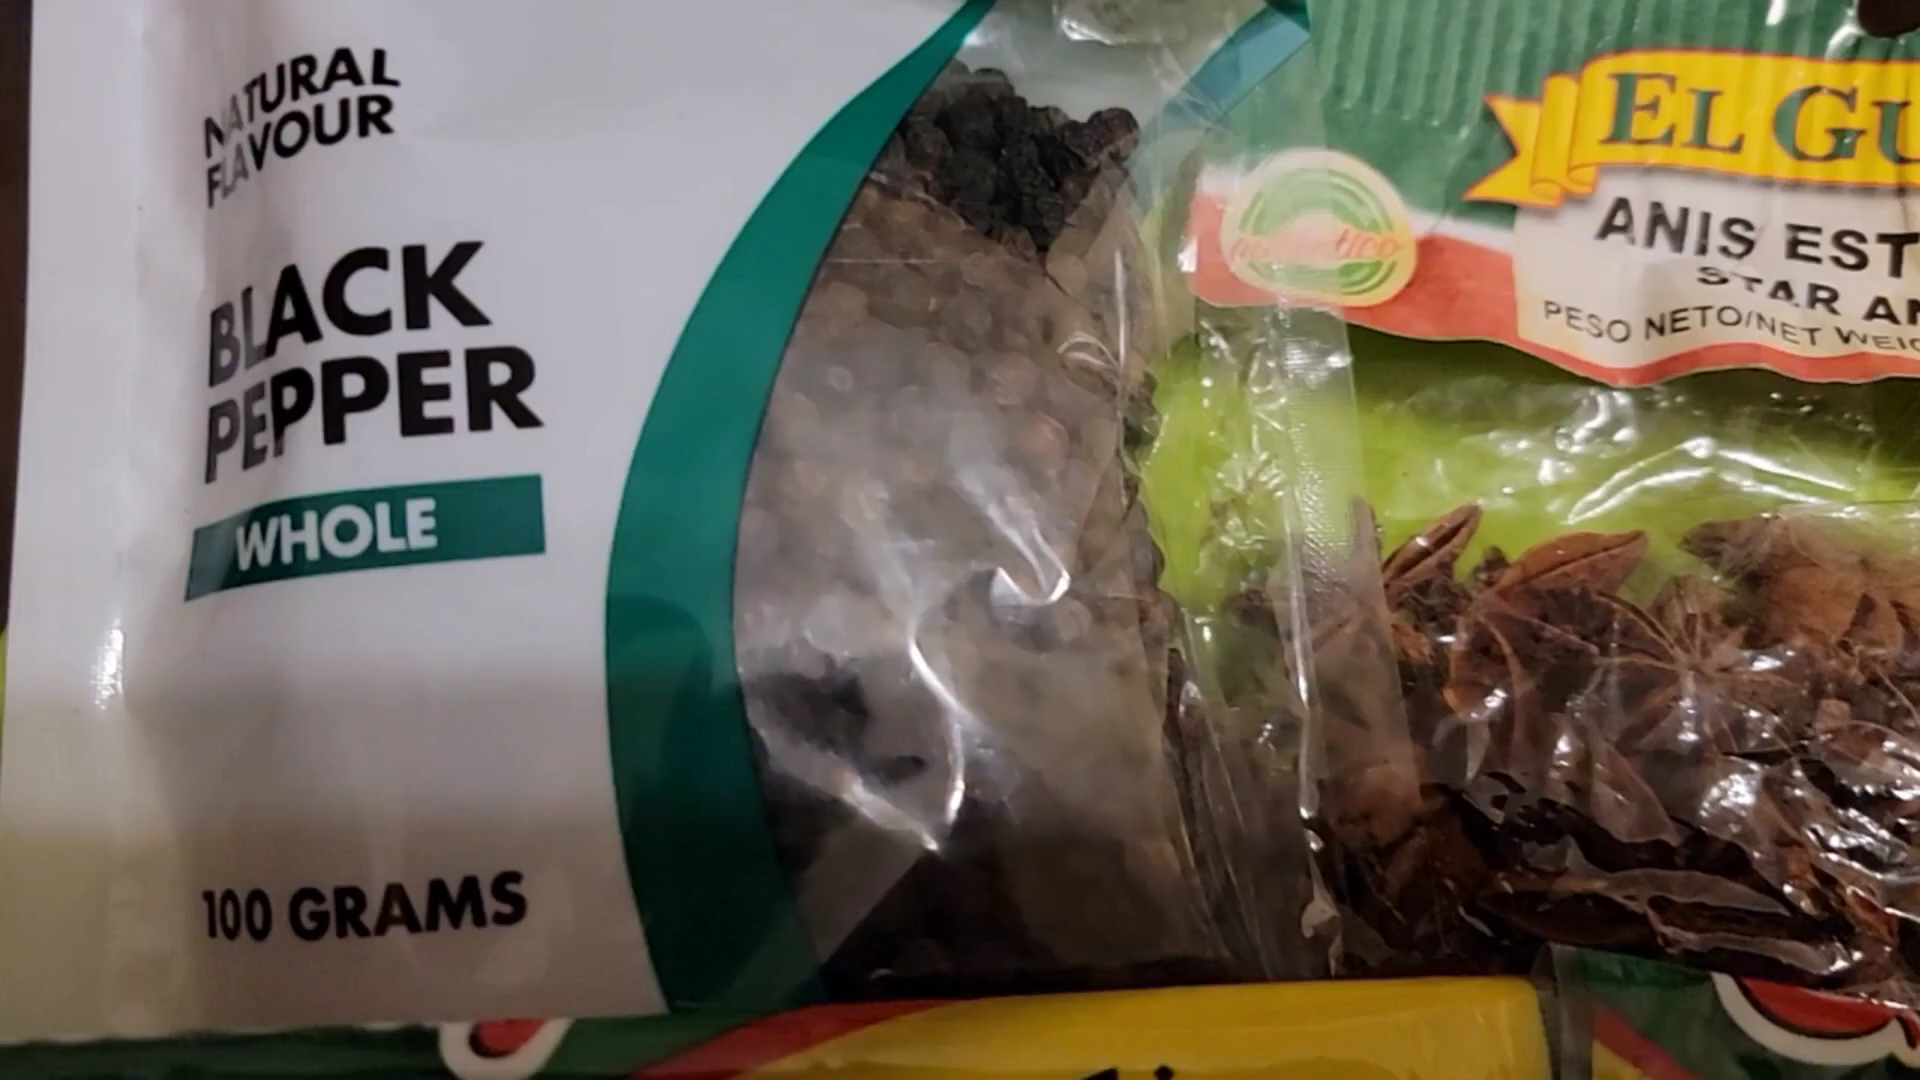 NATURAL
FLAVOUR
BLACK
PEPPER
WHOLE
100 GRAMS
EL GU
ANIS EST
STAR AN
PESO NETO/NET WEIG